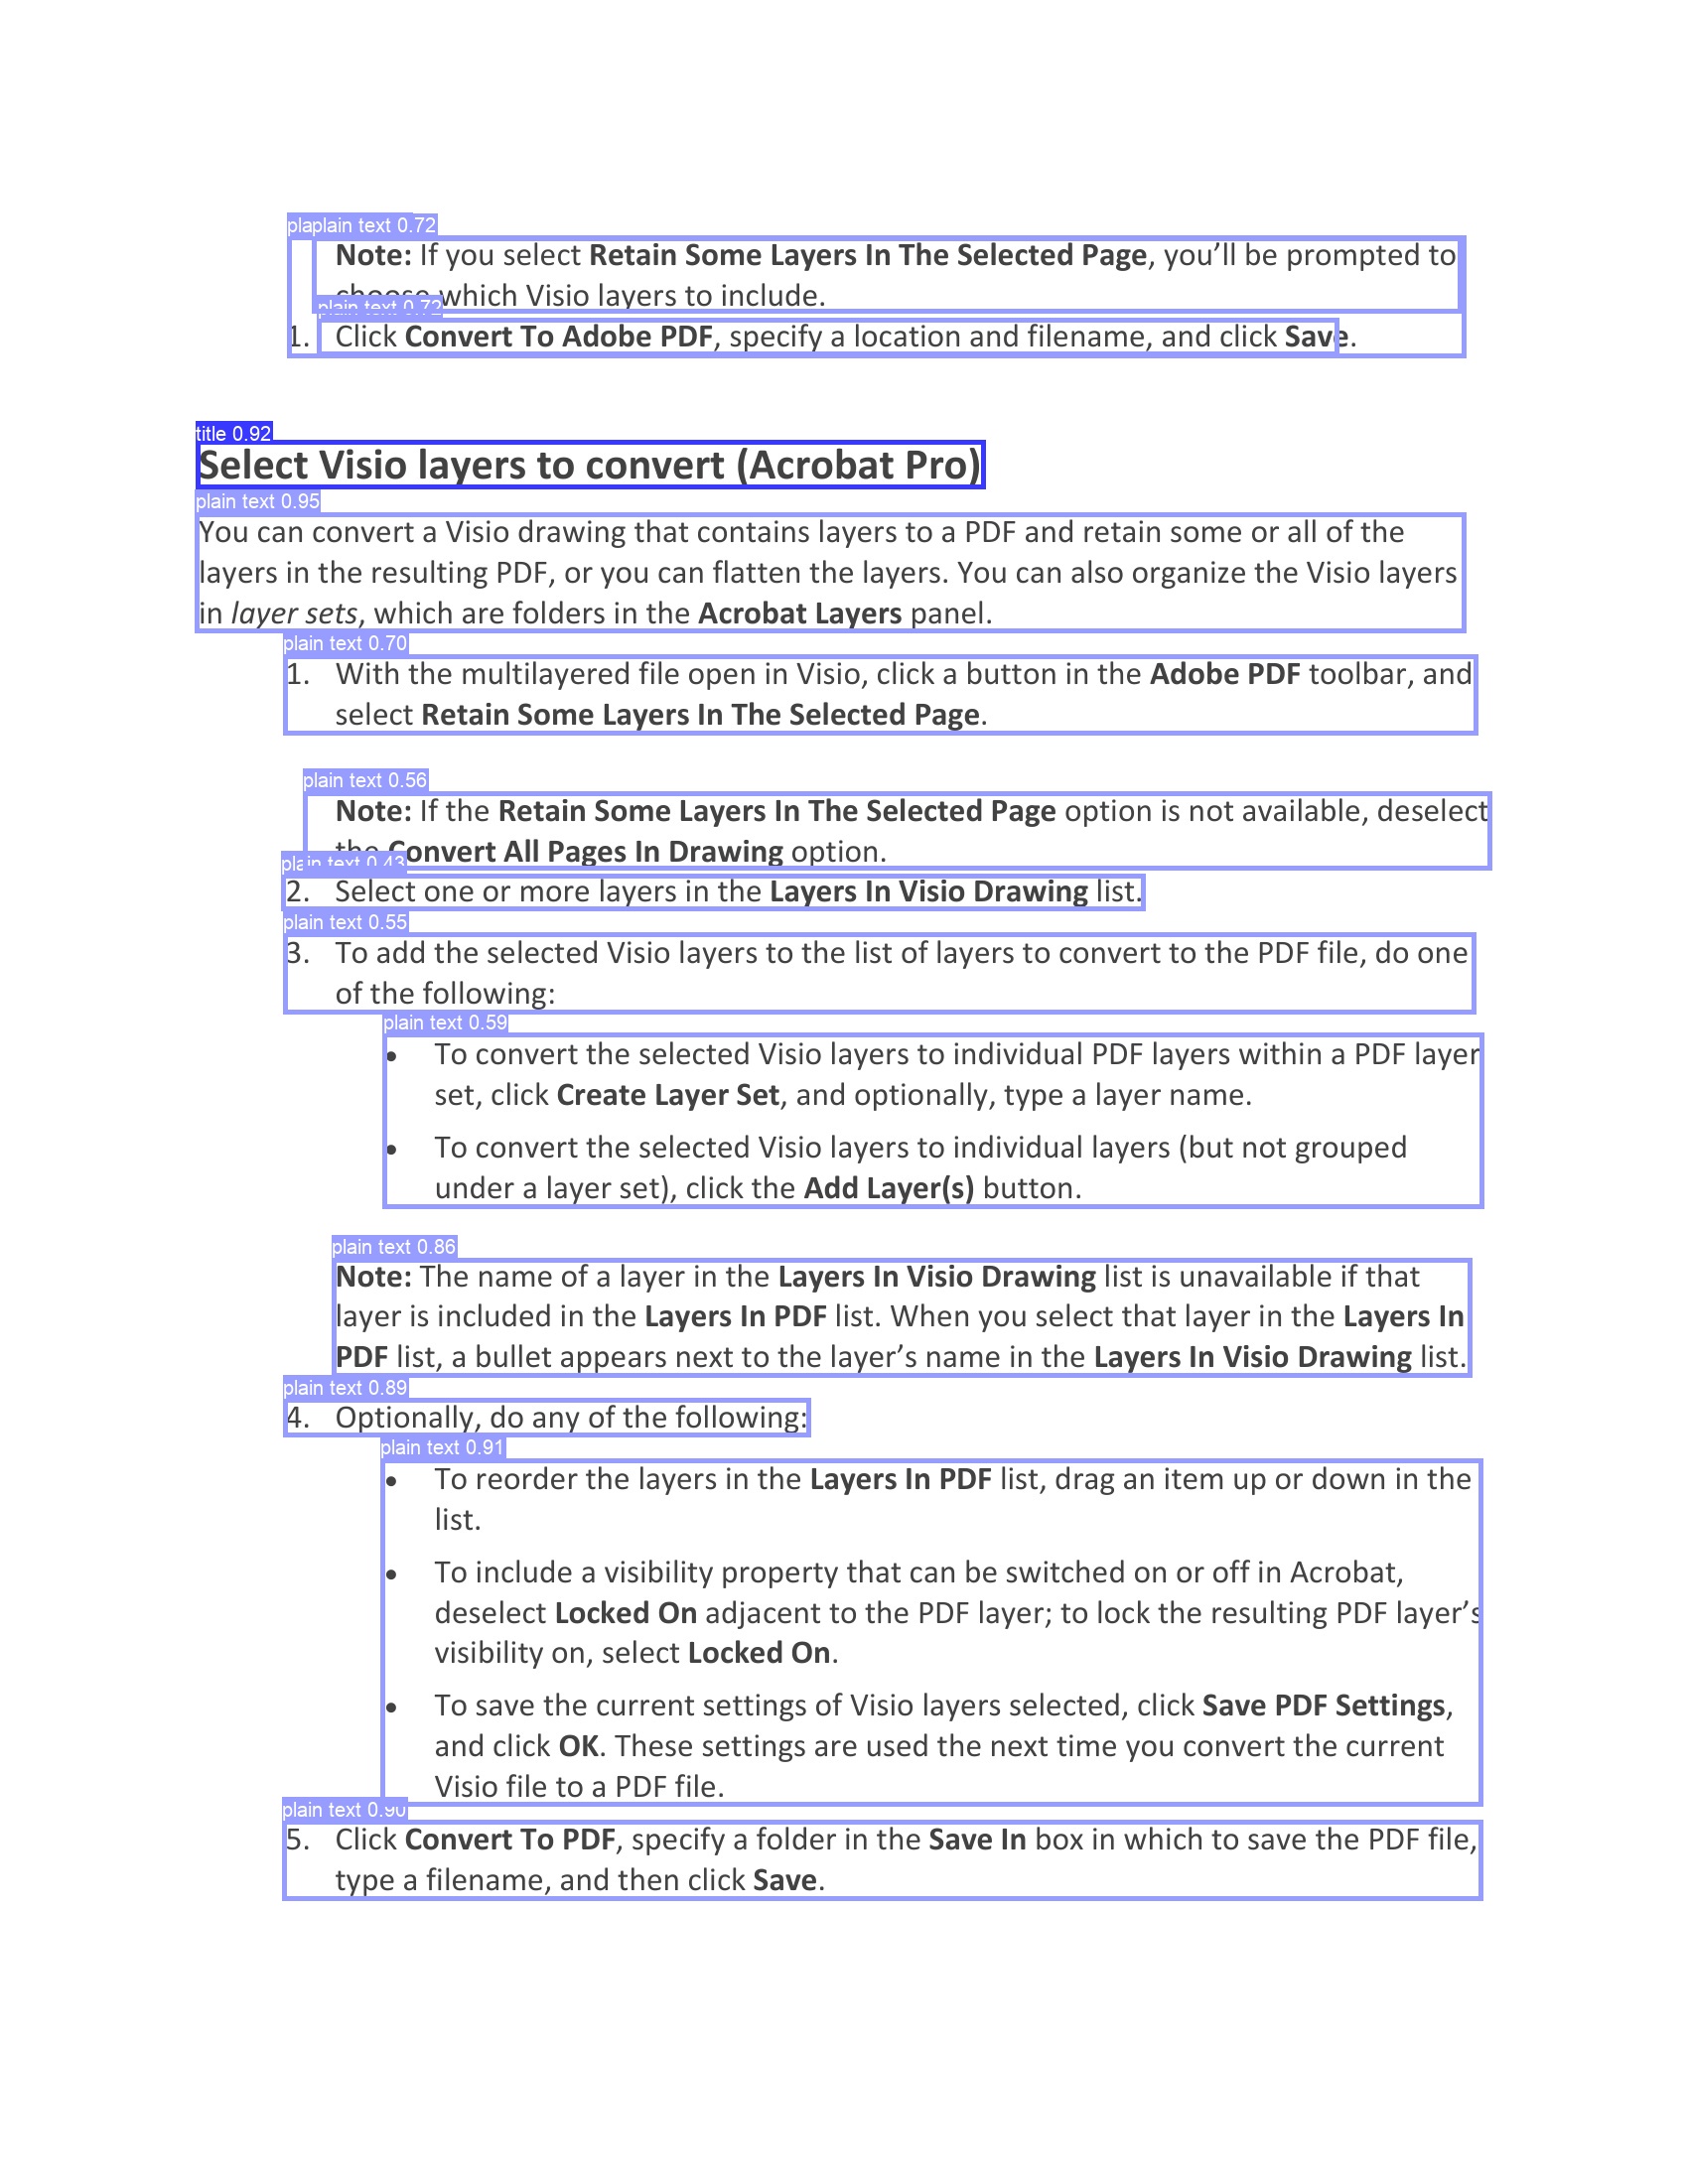 plaplain text 0.72
Note: If you select Retain Some Layers In The Selected Page, you’ll be prompted to
choose which Visio layers to include.
plain text 0.72
1. Click Convert To Adobe PDF, specify a location and filename, and click Save.
title 0.92
Select Visio layers to convert (Acrobat Pro)
plain text 0.95
You can convert a Visio drawing that contains layers to a PDF and retain some or all of the
layers in the resulting PDF, or you can flatten the layers. You can also organize the Visio layers
in layer sets, which are folders in the Acrobat Layers panel.
plain text 0.70
1. With the multilayered file open in Visio, click a button in the Adobe PDF toolbar, and
select Retain Some Layers In The Selected Page.
plain text 0.56
Note: If the Retain Some Layers In The Selected Page option is not available, deselect
the Convert All Pages In Drawing option.
plain text 0.43
2. Select one or more layers in the Layers In Visio Drawing list.
plain text 0.55
3. To add the selected Visio layers to the list of layers to convert to the PDF file, do one
of the following:
plain text 0.59
• To convert the selected Visio layers to individual PDF layers within a PDF layer
set, click Create Layer Set, and optionally, type a layer name.
• To convert the selected Visio layers to individual layers (but not grouped
under a layer set), click the Add Layer(s) button.
plain text 0.86
Note: The name of a layer in the Layers In Visio Drawing list is unavailable if that
layer is included in the Layers In PDF list. When you select that layer in the Layers In
PDF list, a bullet appears next to the layer’s name in the Layers In Visio Drawing list.
plain text 0.89
4. Optionally, do any of the following:
plain text 0.91
• To reorder the layers in the Layers In PDF list, drag an item up or down in the
list.
• To include a visibility property that can be switched on or off in Acrobat,
deselect Locked On adjacent to the PDF layer; to lock the resulting PDF layer’s
visibility on, select Locked On.
• To save the current settings of Visio layers selected, click Save PDF Settings,
and click OK. These settings are used the next time you convert the current
Visio file to a PDF file.
plain text 0.90
5. Click Convert To PDF, specify a folder in the Save In box in which to save the PDF file,
type a filename, and then click Save.